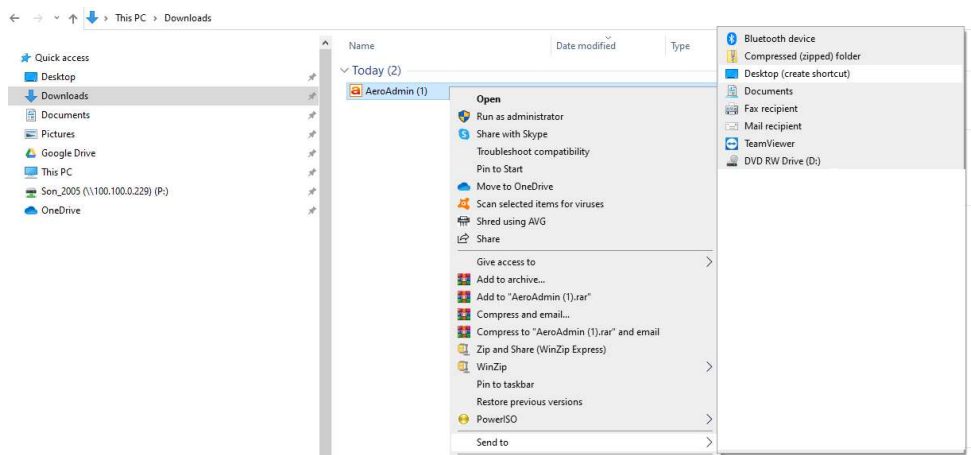 This PC > Downloads
Quick access
Desktop
Downloads
Documents
Pictures
Google Drive
This PC
Son_2005 (\\100.100.0.229) (P:)
OneDrive
Name Date modified Type
Today (2)
AeroAdmin (1)
Open
Run as administrator
Share with Skype
Troubleshoot compatibility
Pin to Start
Move to OneDrive
Scan selected items for viruses
Shred using AVG
Share
Give access to
Add to archive...
Add to "AeroAdmin (1).rar"
Compress and email...
Compress to "AeroAdmin (1).rar" and email
Zip and Share (WinZip Express)
WinZip
Pin to taskbar
Restore previous versions
PowerISO
Send to
Bluetooth device
Compressed (zipped) folder
Desktop (create shortcut)
Documents
Fax recipient
Mail recipient
TeamViewer
DVD RW Drive (D:)